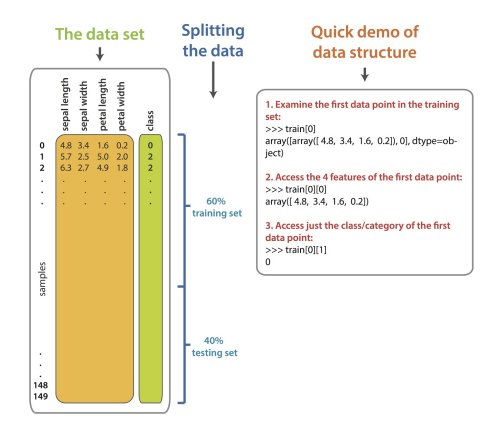 The data set
Splitting
the data
Quick demo of
data structure
sepal length
sepal width
petal length
petal width
class
0 4.8 3.4 1.6 0.2 0
1 5.7 2.5 5.0 2.0 2
2 6.3 2.7 4.9 1.8 2
. . . . . .
. . . . . .
. . . . . .
samples
.
.
.
148
149
60%
training set
40%
testing set
1. Examine the first data point in the training
set:
>>> train[0]
array([array([ 4.8, 3.4, 1.6, 0.2]), 0], dtype=ob-
ject)
2. Access the 4 features of the first data point:
>>> train[0][0]
array([ 4.8, 3.4, 1.6, 0.2])
3. Access just the class/category of the first
data point:
>>> train[0][1]
0